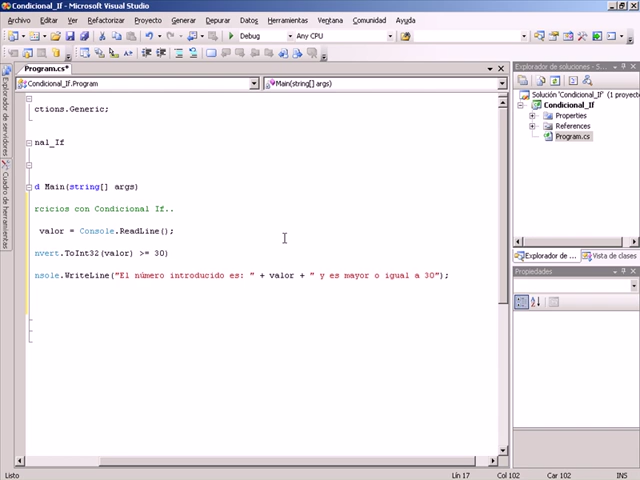 Condicional_If - Microsoft Visual Studio
Archivo Editar Ver Refactorizar Proyecto Generar Depurar Datos Herramientas Ventana Comunidad Ayuda
Debug Any CPU
Program.cs*
Condicional_If.Program Main(string[] args)
ctions.Generic;
nal_If
d Main(string[] args)
rcicios con Condicional If..
valor = Console.ReadLine();
nvert.ToInt32(valor) >= 30)
nsole.WriteLine("El número introducido es: " + valor + " y es mayor o igual a 30");
Explorador de servidores
Cuadro de herramientas
Explorador de soluciones - S...
Solución "Condicional_If" (1 proyecto
Condicional_If
Properties
References
Program.cs
Explorador de... Vista de clases
Propiedades
Listo Lín 17 Col 102 Car 102 INS